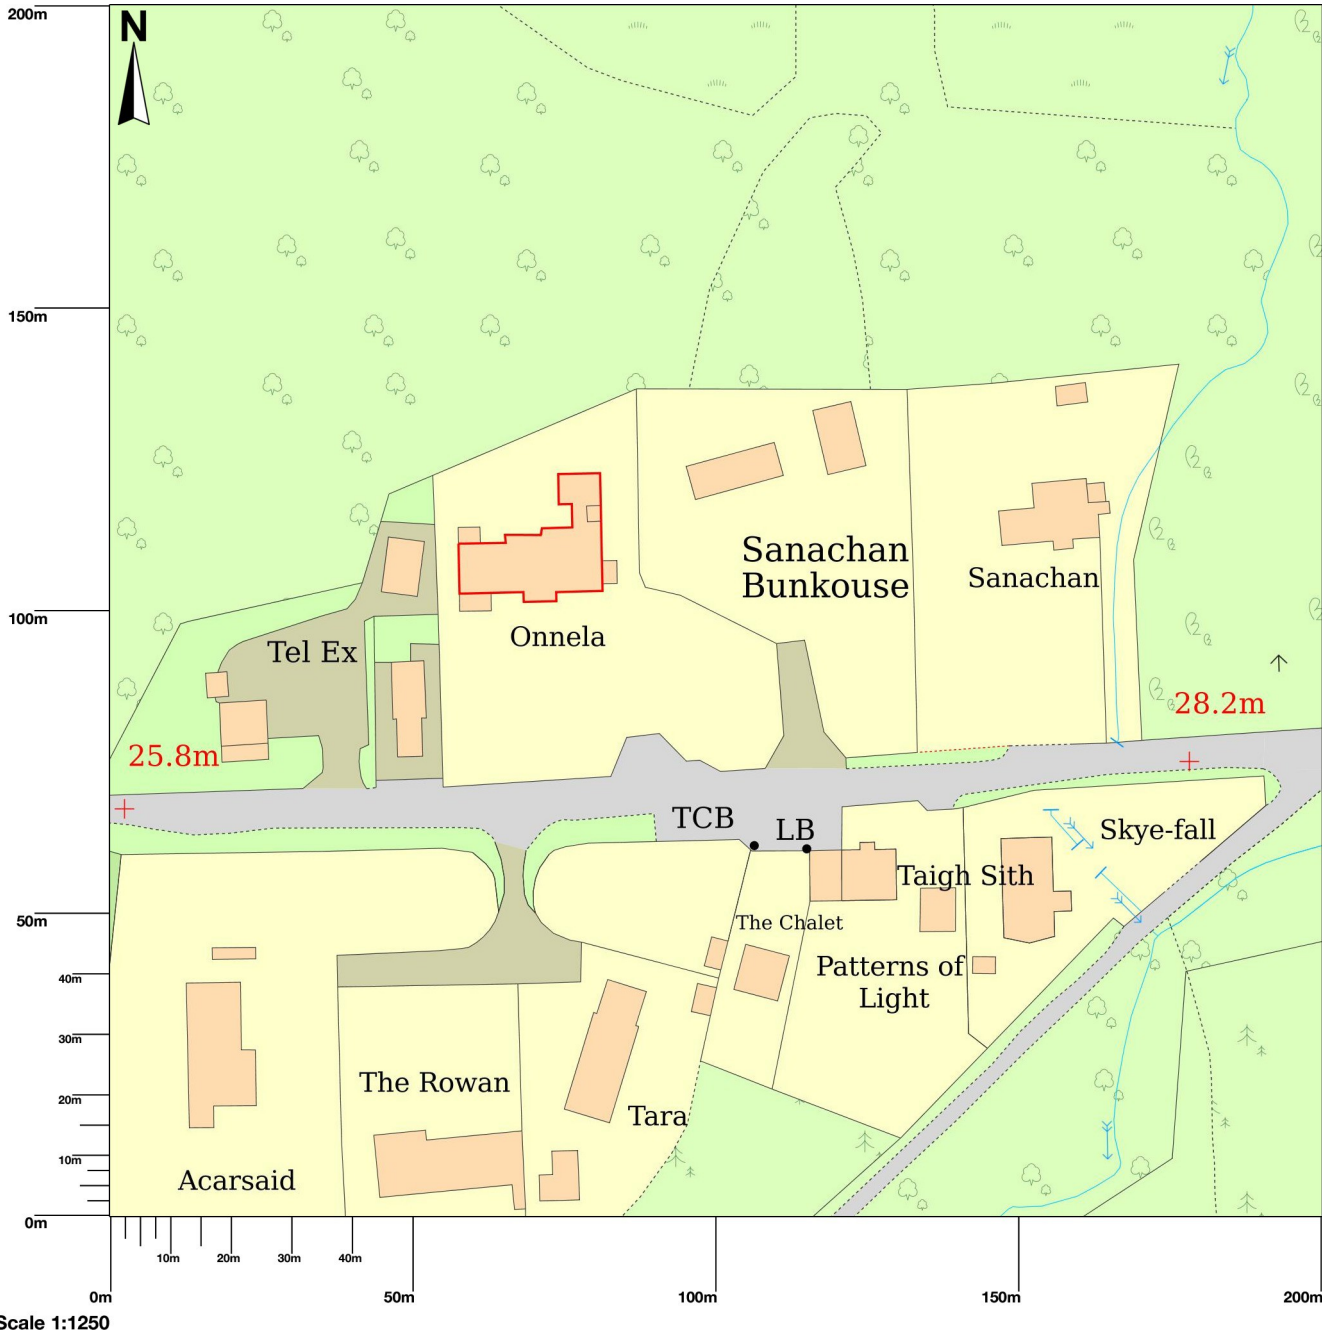 200m
N
150m
Sanachan
Bunkouse
Sanachan
100m
Onnela
Tel Ex
28.2m
25.8m
TCB
LB
Skye-fall
Taigh Sith
50m
The Chalet
Patterns of
Light
40m
30m
The Rowan
20m
Tara
10m
Acarsaid
0m
10m 20m 30m 40m
0m 50m 100m 150m 200m
Scale 1:1250